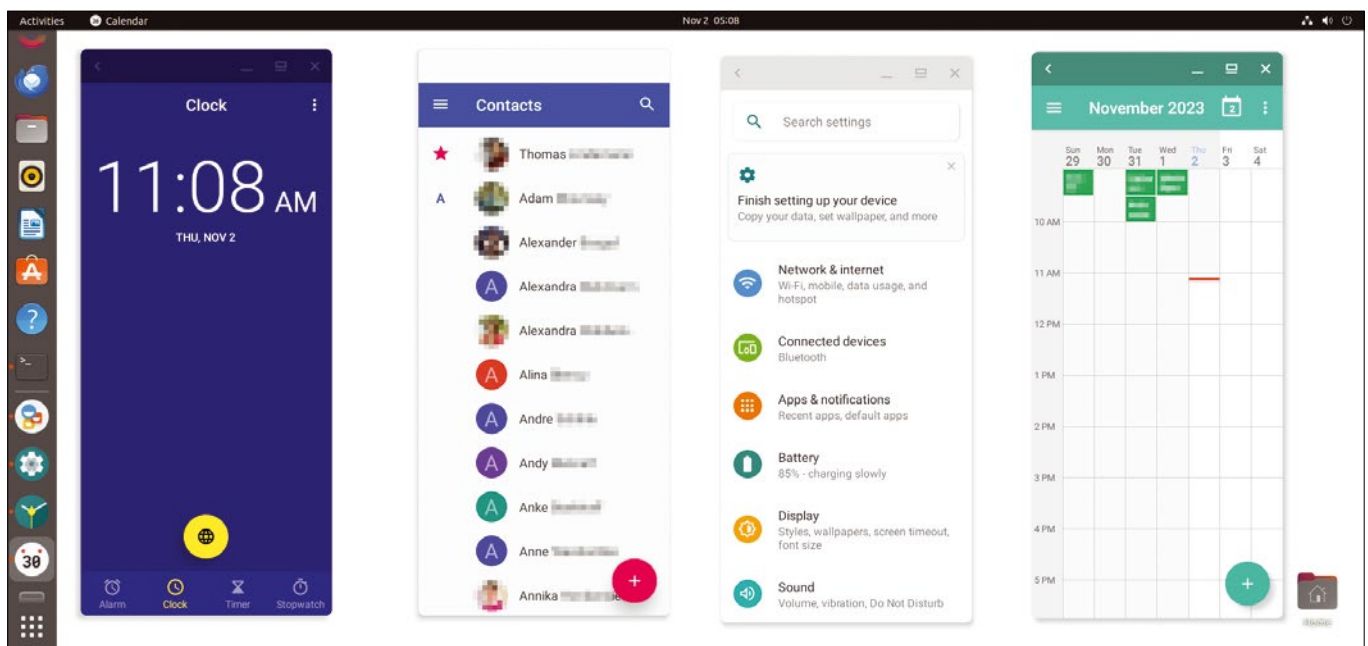 Activities
Calendar
Nov 2 05:08
Clock
11:08 AM
THU, NOV 2
Alarm
Clock
Timer
Stopwatch
Contacts
Thomas
A
Adam
Alexander
A
Alexandra
Alexandra
A
Alina
A
Andre
A
Andy
A
Anke
A
Anne
Annika
Search settings
Finish setting up your device
Copy your data, set wallpaper, and more
Network & internet
Wi-Fi, mobile, data usage, and
hotspot
Connected devices
Bluetooth
Apps & notifications
Recent apps, default apps
Battery
85% - charging slowly
Display
Styles, wallpapers, screen timeout,
font size
Sound
Volume, vibration, Do Not Disturb
November 2023
2
Sun Mon Tue Wed Thu Fri Sat
29 30 31 1 2 3 4
10 AM
11 AM
12 PM
1 PM
2 PM
3 PM
4 PM
5 PM
30
Home